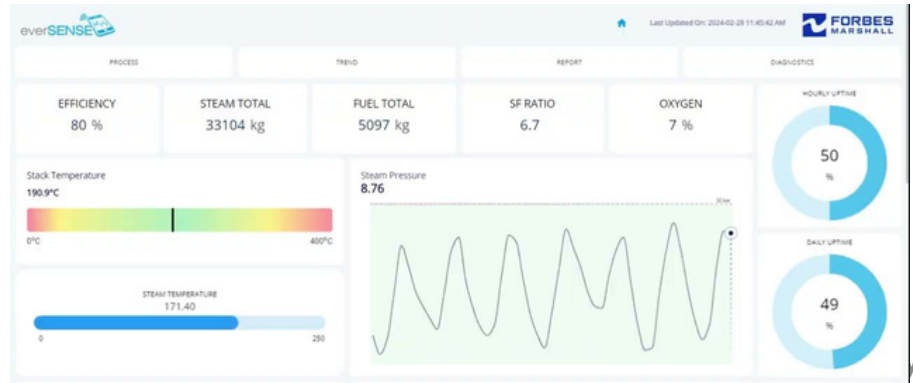 everSENSE
Last Updated On: 2024-02-28 11:45:42 AM
FORBES
MARSHALL
PROCESS
TREND
REPORT
DIAGNOSTICS
EFFICIENCY
80 %
STEAM TOTAL
33104 kg
FUEL TOTAL
5097 kg
SF RATIO
6.7
OXYGEN
7 %
HOURLY UPTIME
50
%
Stack Temperature
190.9°C
0°C
400°C
Steam Pressure
8.76
STEAM TEMPERATURE
171.40
0
250
DAILY UPTIME
49
%